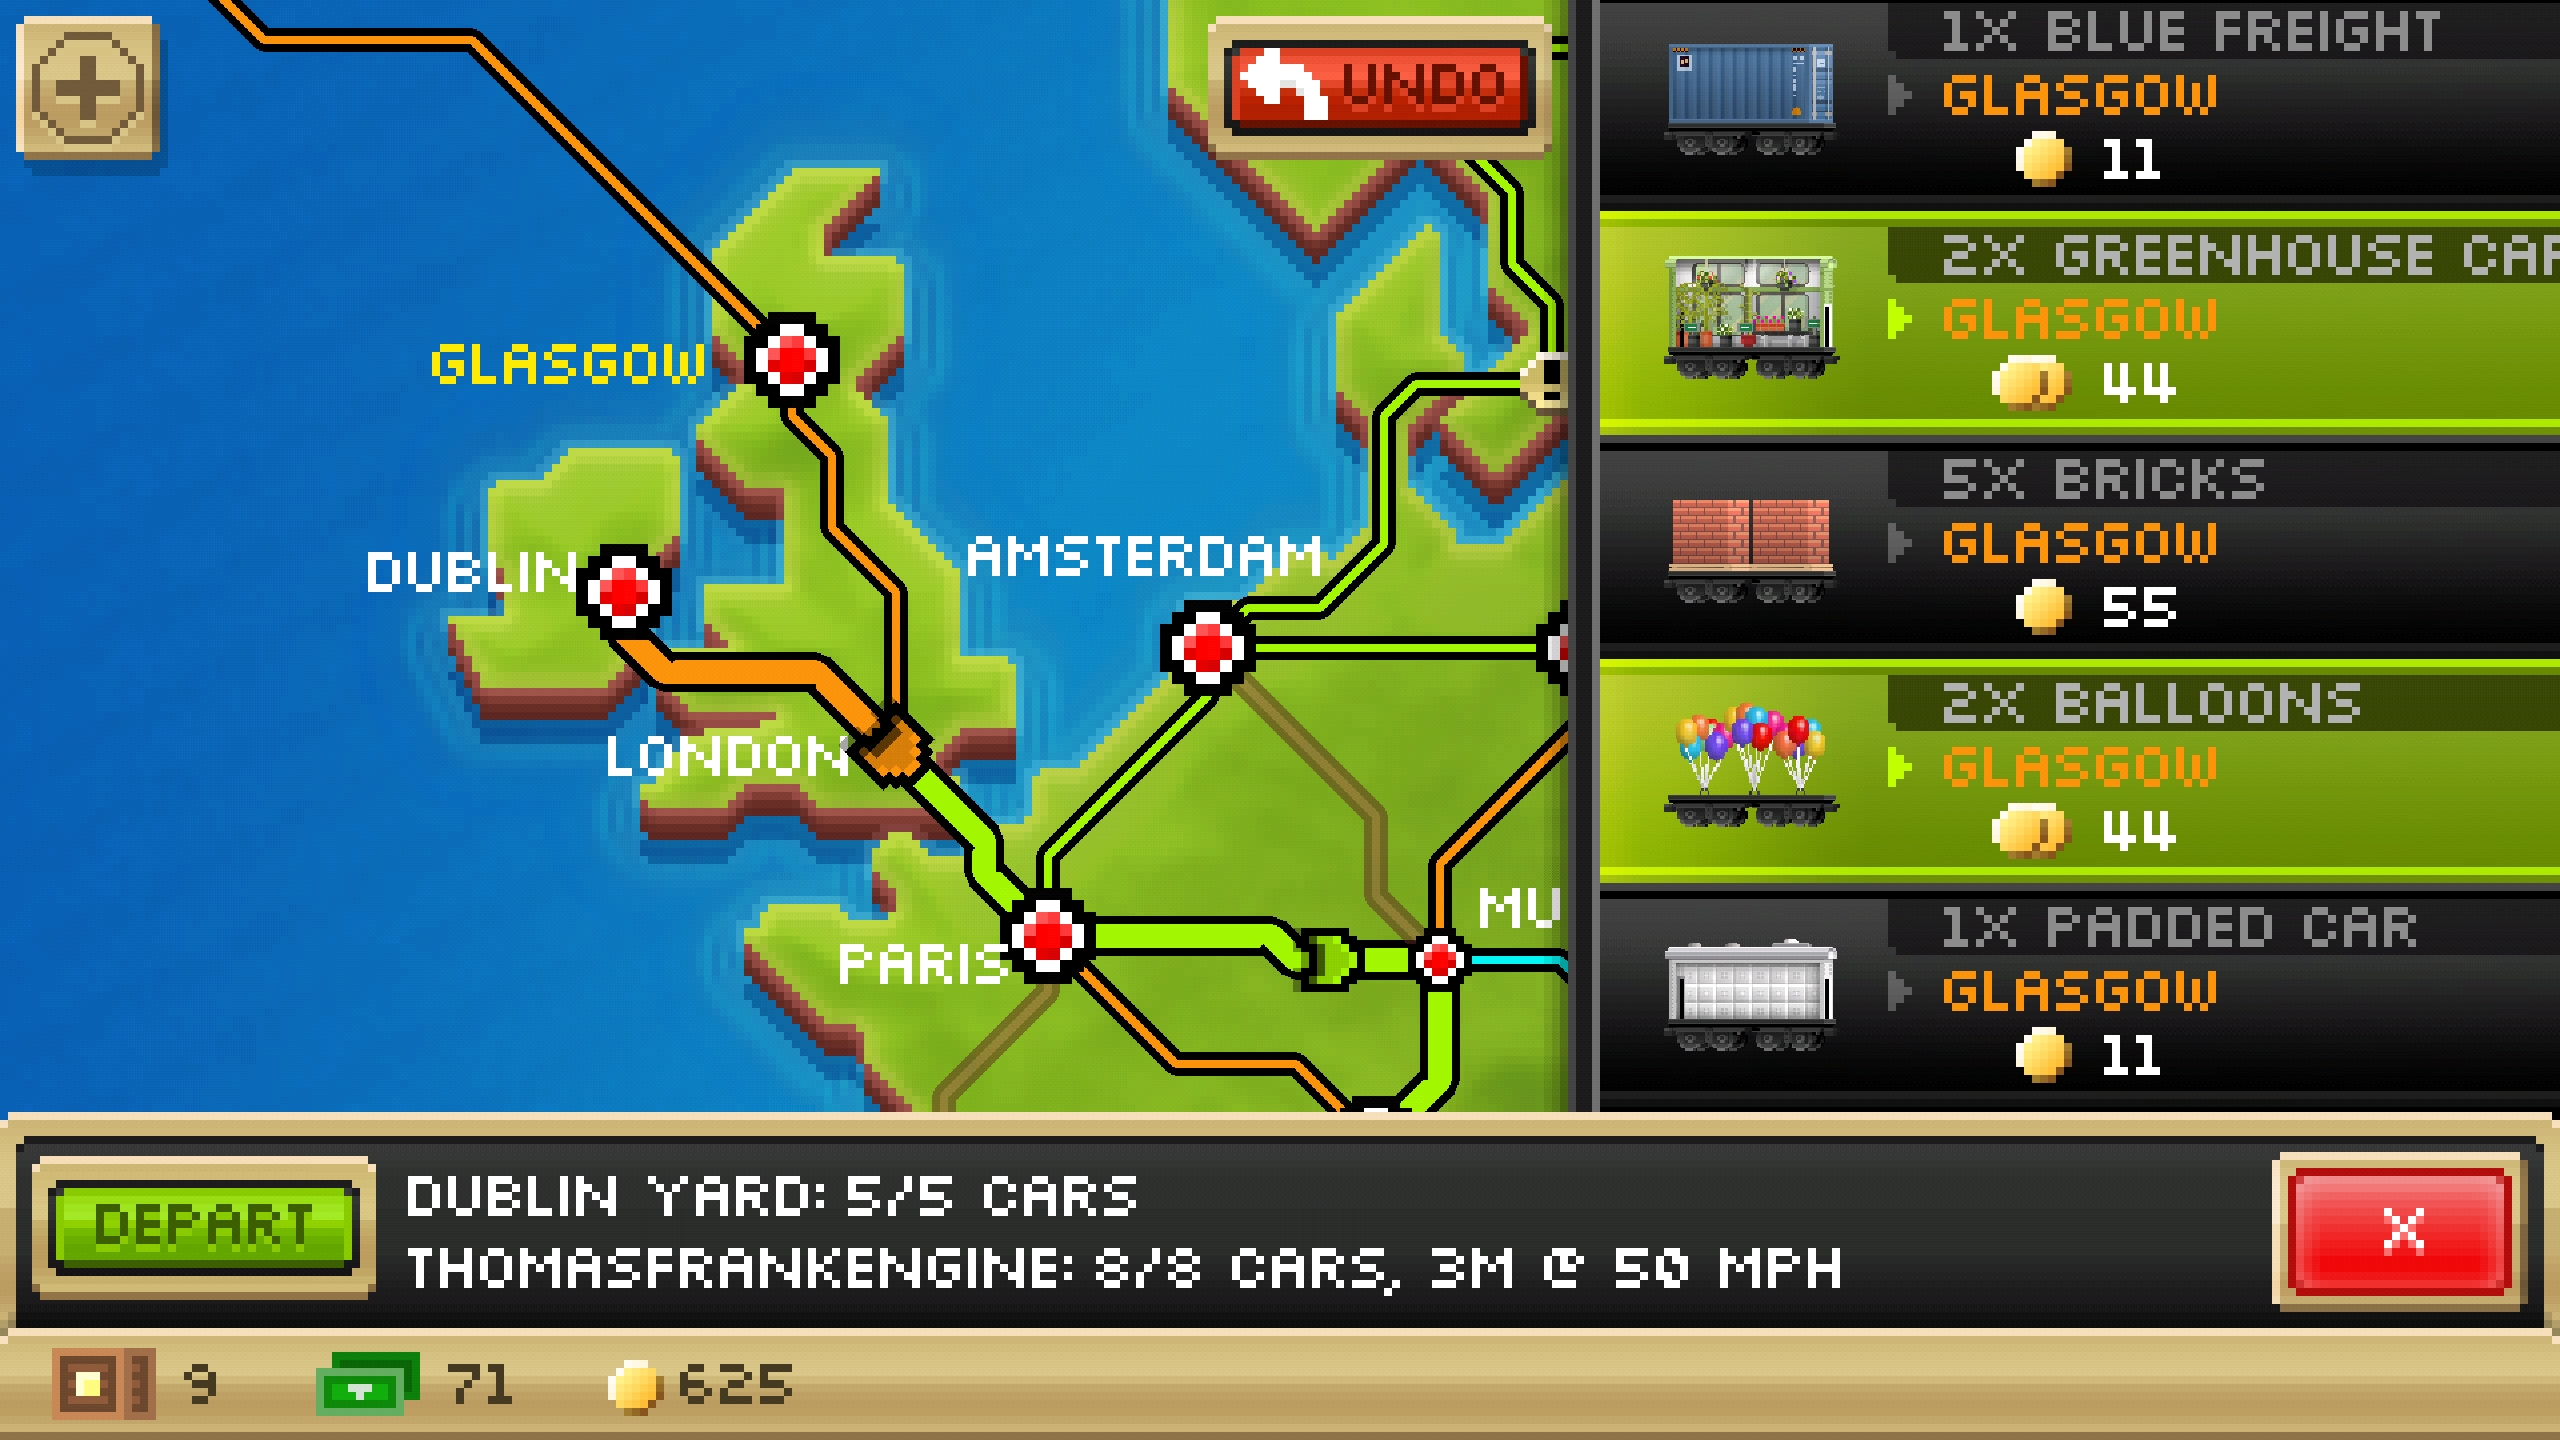 UNDO
GLASGOW
DUBLIN
AMSTERDAM
LONDON
MU
PARIS
1X BLUE FREIGHT
GLASGOW
11
2X GREENHOUSE CAR
GLASGOW
44
5X BRICKS
GLASGOW
55
2X BALLOONS
GLASGOW
44
1X PADDED CAR
GLASGOW
11
DEPART
DUBLIN YARD: 5/5 CARS
THOMASFRANKENGINE: 8/8 CARS, 3M @ 50 MPH
X
9 71 625